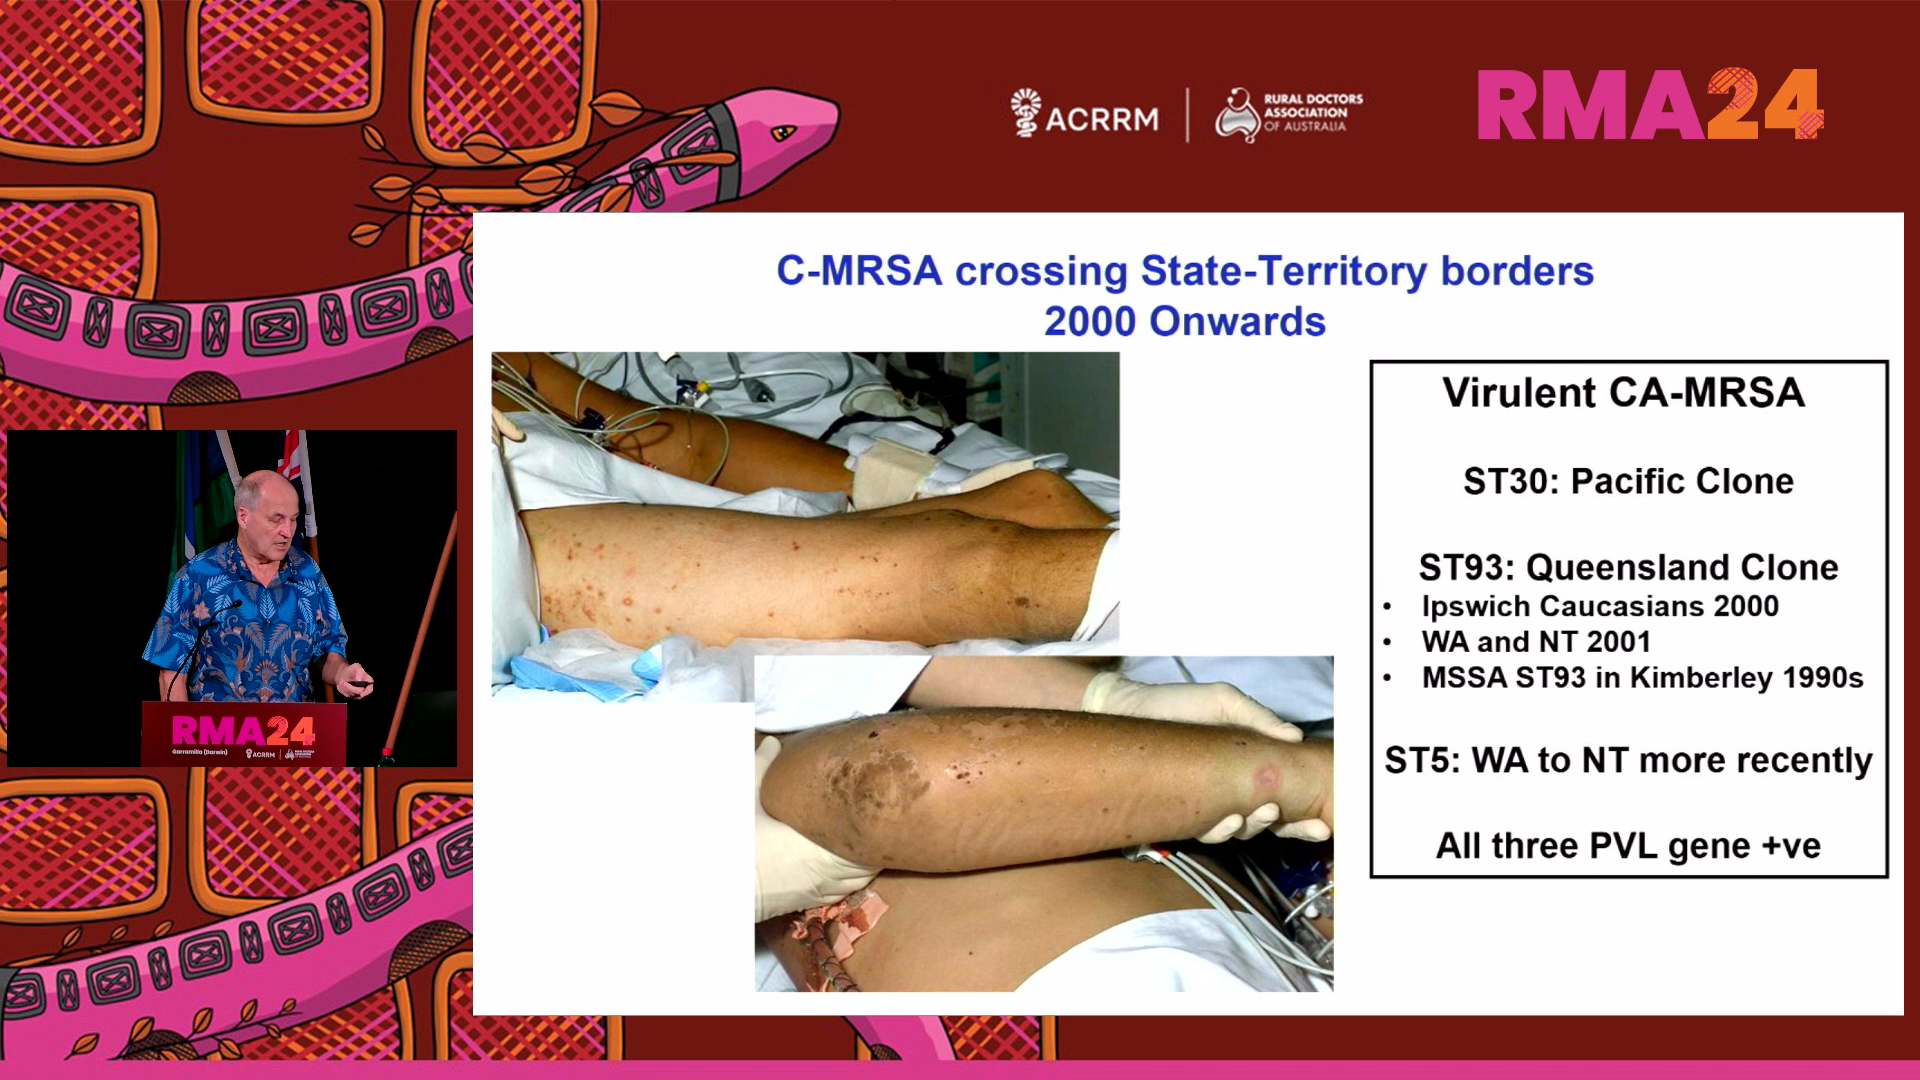 ACRRM
RURAL DOCTORS
ASSOCIATION
OF AUSTRALIA
RMA24
C-MRSA crossing State-Territory borders
2000 Onwards
Virulent CA-MRSA
ST30: Pacific Clone
ST93: Queensland Clone
• Ipswich Caucasians 2000
• WA and NT 2001
• MSSA ST93 in Kimberley 1990s
ST5: WA to NT more recently
All three PVL gene +ve
RMA24
Garramilla (Darwin)
ACRRM